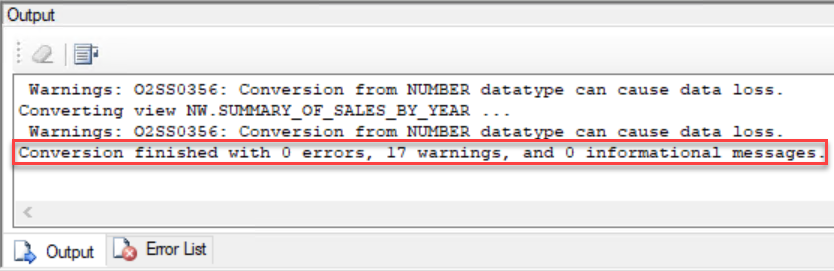 Output
Warnings: O2SS0356: Conversion from NUMBER datatype can cause data loss.
Converting view NW.SUMMARY_OF_SALES_BY_YEAR ...
Warnings: O2SS0356: Conversion from NUMBER datatype can cause data loss.
Conversion finished with 0 errors, 17 warnings, and 0 informational messages.
Output Error List